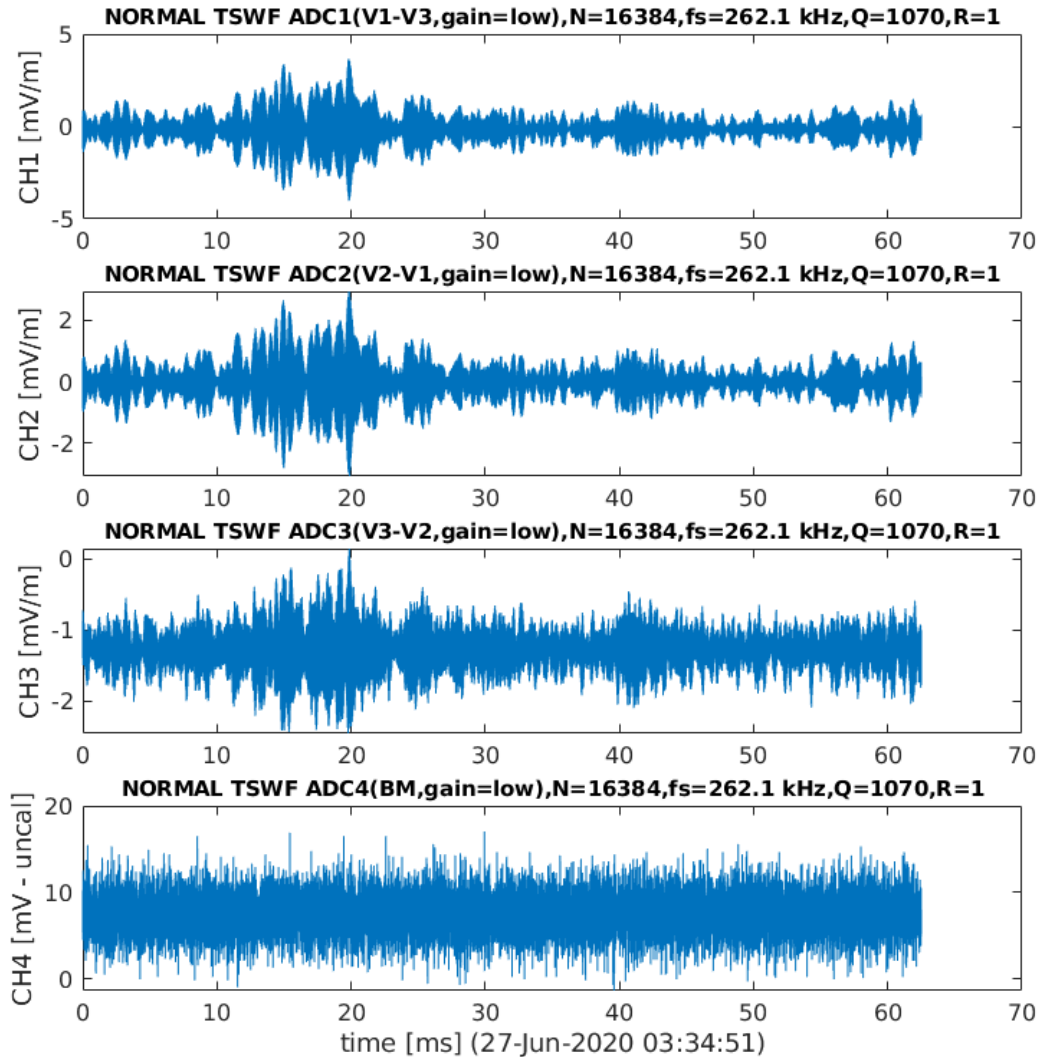 NORMAL TSWF ADC1(V1-V3,gain=low),N=16384,fs=262.1 kHz,Q=1070,R=1
CH1 [mV/m]
5
0
-5
0 10 20 30 40 50 60 70
NORMAL TSWF ADC2(V2-V1,gain=low),N=16384,fs=262.1 kHz,Q=1070,R=1
CH2 [mV/m]
2
0
-2
0 10 20 30 40 50 60 70
NORMAL TSWF ADC3(V3-V2,gain=low),N=16384,fs=262.1 kHz,Q=1070,R=1
CH3 [mV/m]
0
-1
-2
0 10 20 30 40 50 60 70
NORMAL TSWF ADC4(BM,gain=low),N=16384,fs=262.1 kHz,Q=1070,R=1
CH4 [mV - uncal]
20
10
0
0 10 20 30 40 50 60 70
time [ms] (27-Jun-2020 03:34:51)